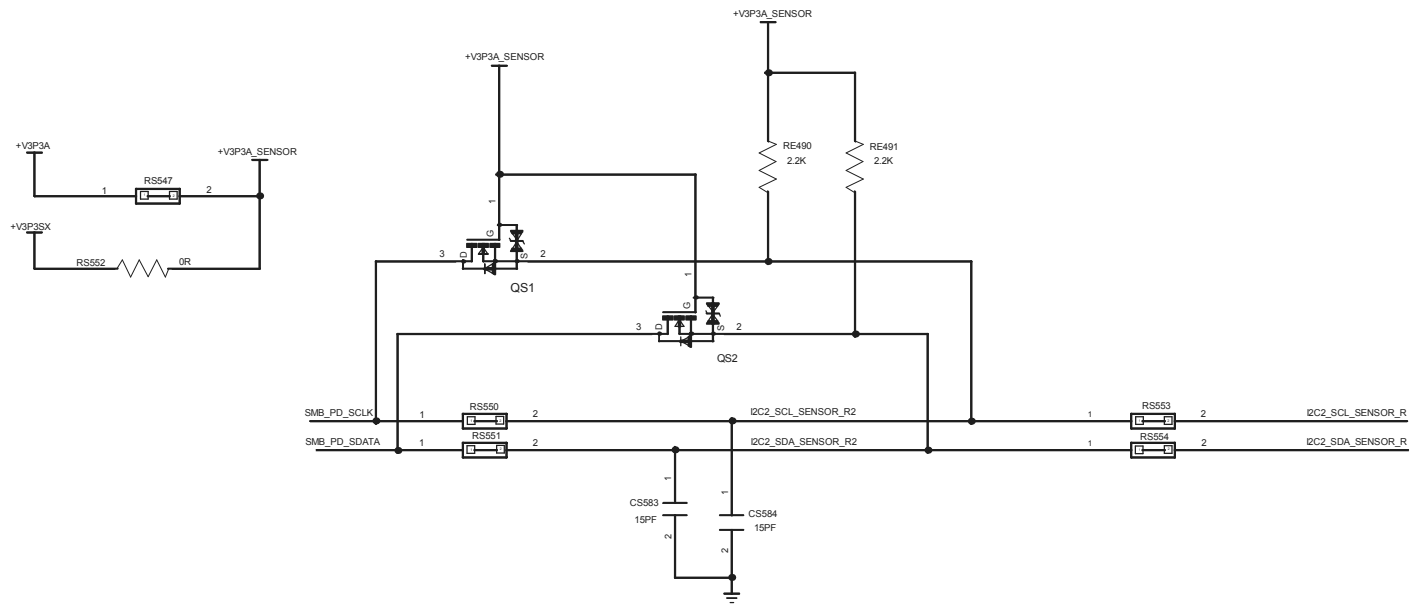 +V3P3A_SENSOR
+V3P3A_SENSOR
+V3P3A
+V3P3A_SENSOR
RE490
2.2K
RE491
2.2K
RS547
1
2
1
+V3P3SX
RS552
0R
G
3
D
S
2
QS1
1
G
3
D
S
2
QS2
SMB_PD_SCLK
1
RS550
2
I2C2_SCL_SENSOR_R2
1
RS553
2
I2C2_SCL_SENSOR_R
SMB_PD_SDATA
1
RS551
2
I2C2_SDA_SENSOR_R2
1
RS554
2
I2C2_SDA_SENSOR_R
1
1
CS583
15PF
CS584
15PF
2
2